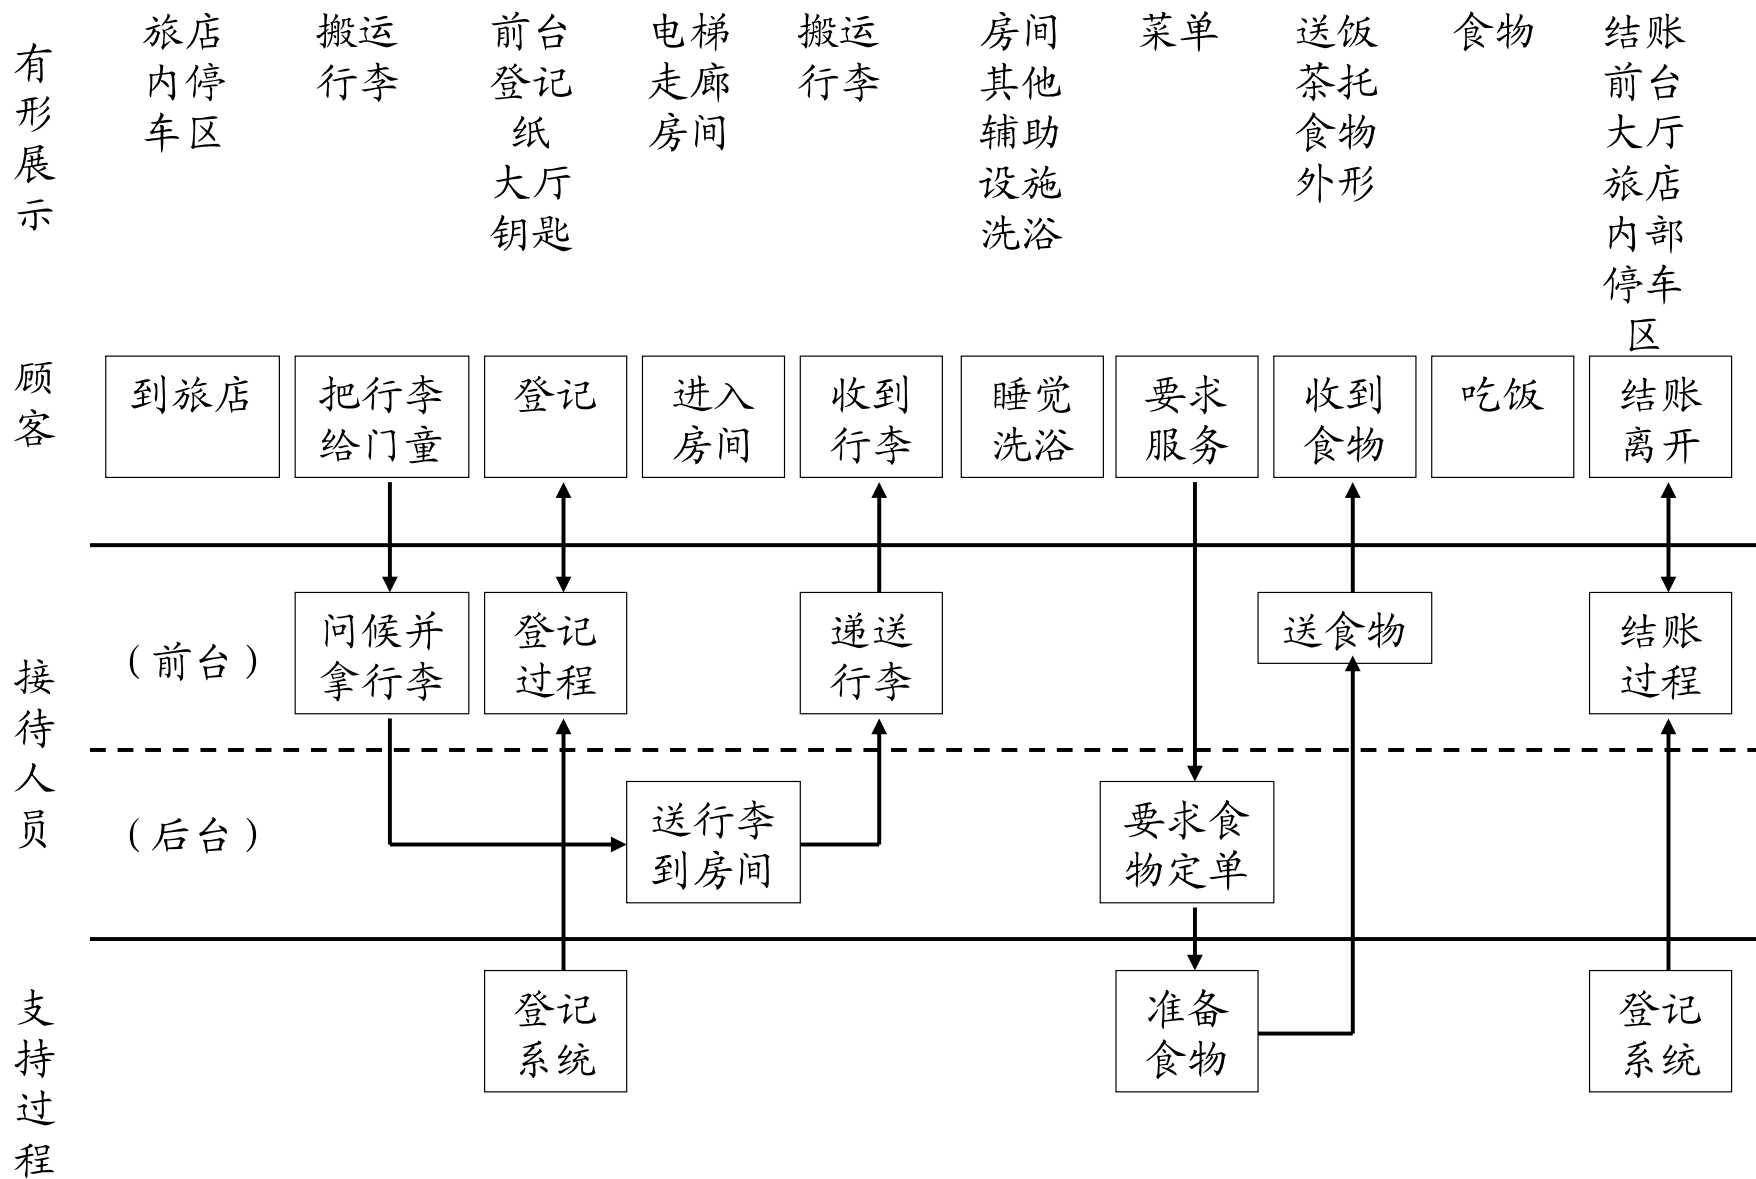 有形展示
旅店
内停
车区
搬运
行李
前台
登记
纸
大厅
钥匙
电梯
走廊
房间
搬运
行李
房间
其他
辅助
设施
洗浴
菜单
送饭
茶托
食物
外形
食物
结账
前台
大厅
旅店
内部
停车
区
顾客
到旅店
把行李
给门童
登记
进入
房间
收到
行李
睡觉
洗浴
要求
服务
收到
食物
吃饭
结账
离开
接待人员
(前台)
问候并
拿行李
登记
过程
递送
行李
送食物
结账
过程
(后台)
送行李
到房间
要求食
物定单
支持过程
登记
系统
准备
食物
登记
系统